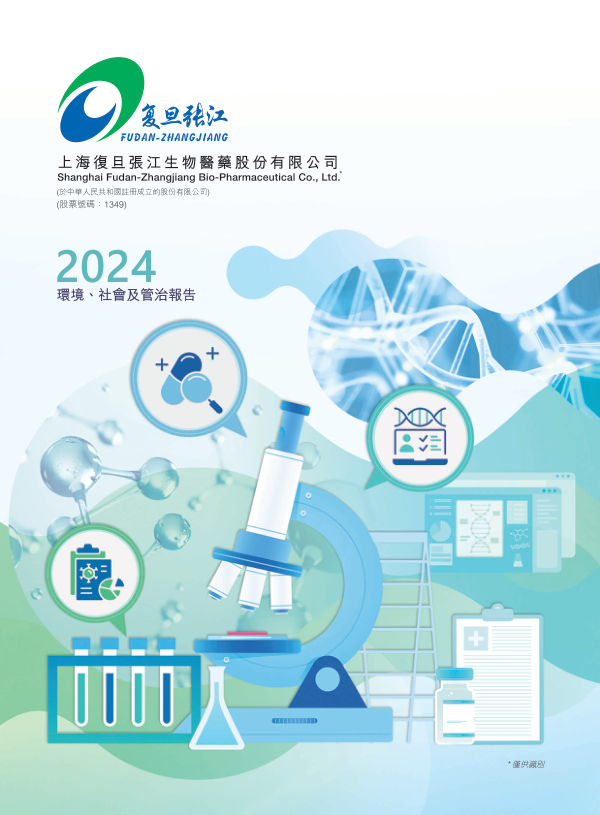 复旦张江
FUDAN-ZHANGJIANG
上海復旦張江生物醫藥股份有限公司
Shanghai Fudan-Zhangjiang Bio-Pharmaceutical Co., Ltd.*
(於中華人民共和國註冊成立的股份有限公司)
(股票號碼：1349)
2024
環境、社會及管治報告
* 僅供識別